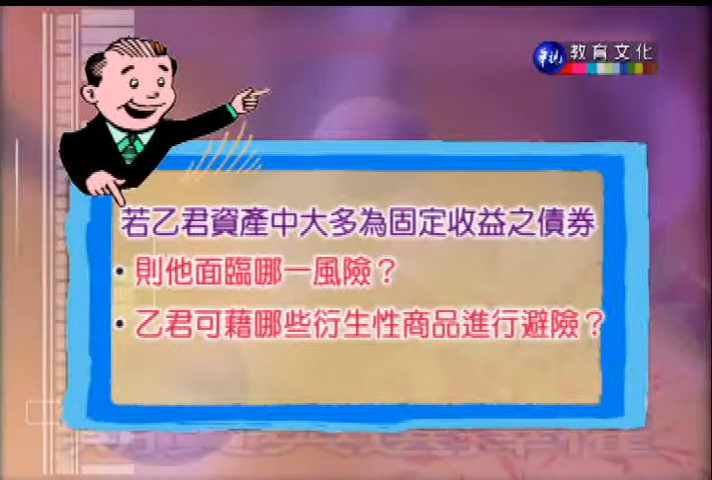 華視
教育文化
若乙君資產中大多為固定收益之債券
・則他面臨哪一風險？
・乙君可藉哪些衍生性商品進行避險？